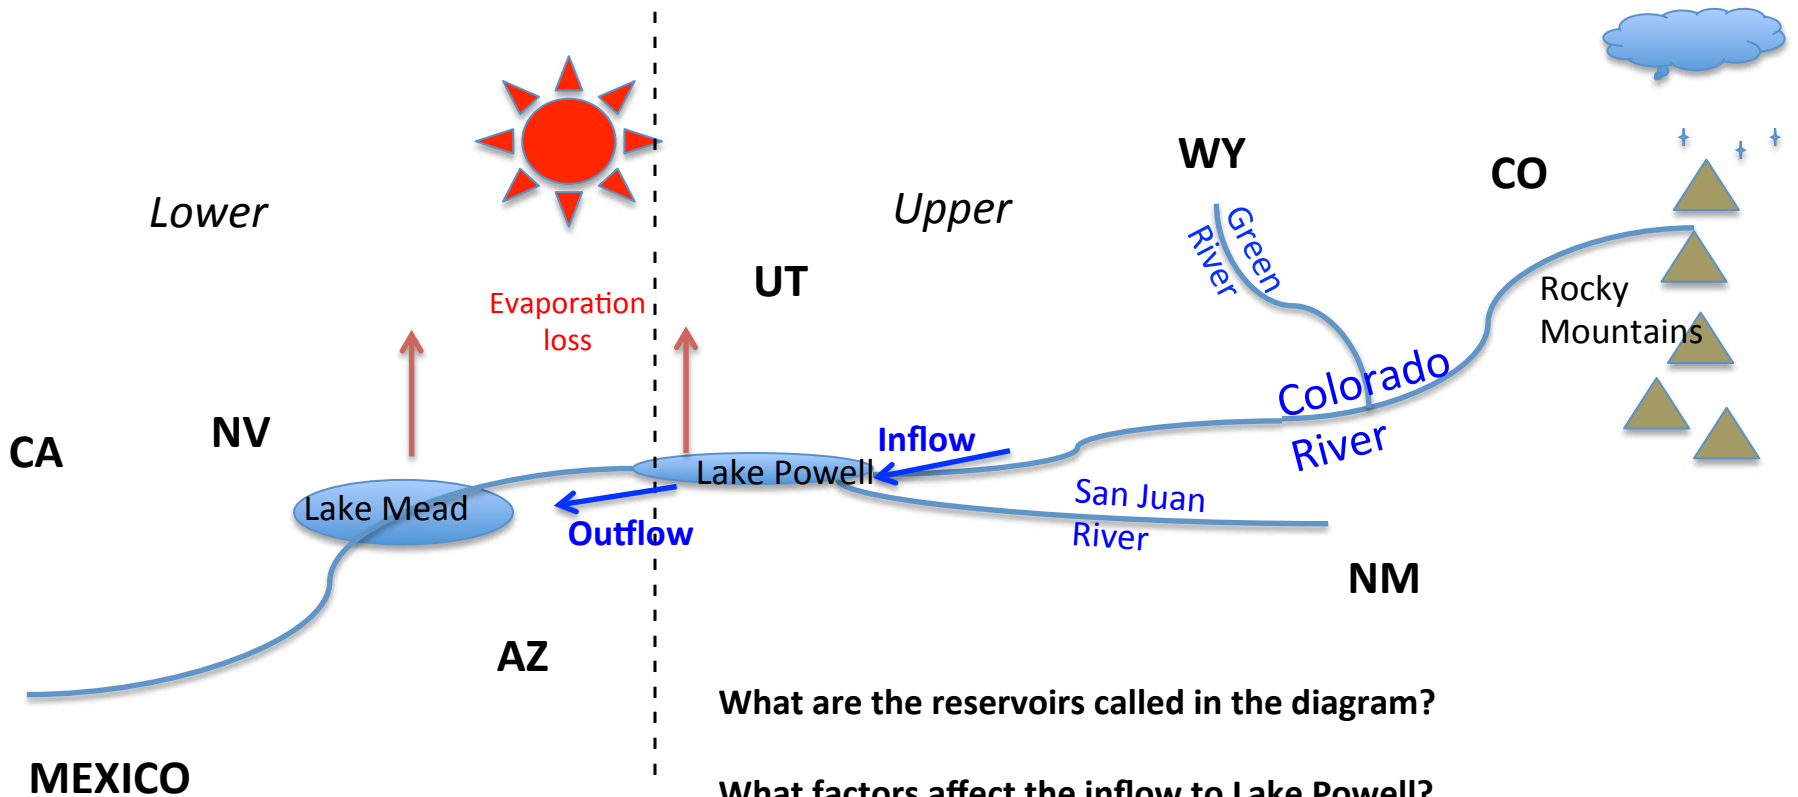 WY
CO
Lower
Upper
Green
River
UT
Rocky
Mountains
Evaporation
loss
Colorado
River
NV
CA
Inflow
Lake Powell
Lake Mead
San Juan
River
Outflow
NM
AZ
What are the reservoirs called in the diagram?
MEXICO
What factors affect the inflow to Lake Powell?